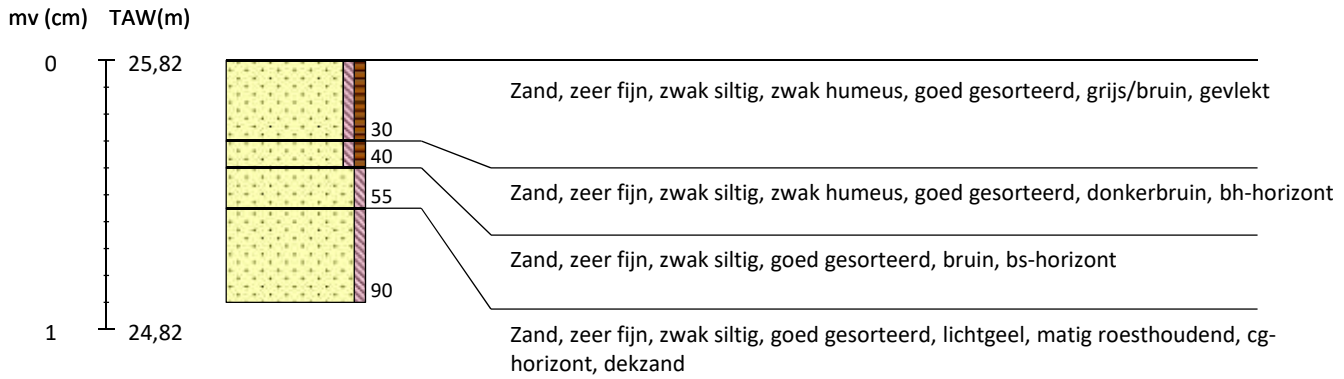 mv (cm) TAW(m)
0 25,82
Zand, zeer fijn, zwak siltig, zwak humeus, goed gesorteerd, grijs/bruin, gevlekt
30
40
Zand, zeer fijn, zwak siltig, zwak humeus, goed gesorteerd, donkerbruin, bh-horizont
55
Zand, zeer fijn, zwak siltig, goed gesorteerd, bruin, bs-horizont
90
1 24,82
Zand, zeer fijn, zwak siltig, goed gesorteerd, lichtgeel, matig roesthoudend, cg-
horizont, dekzand